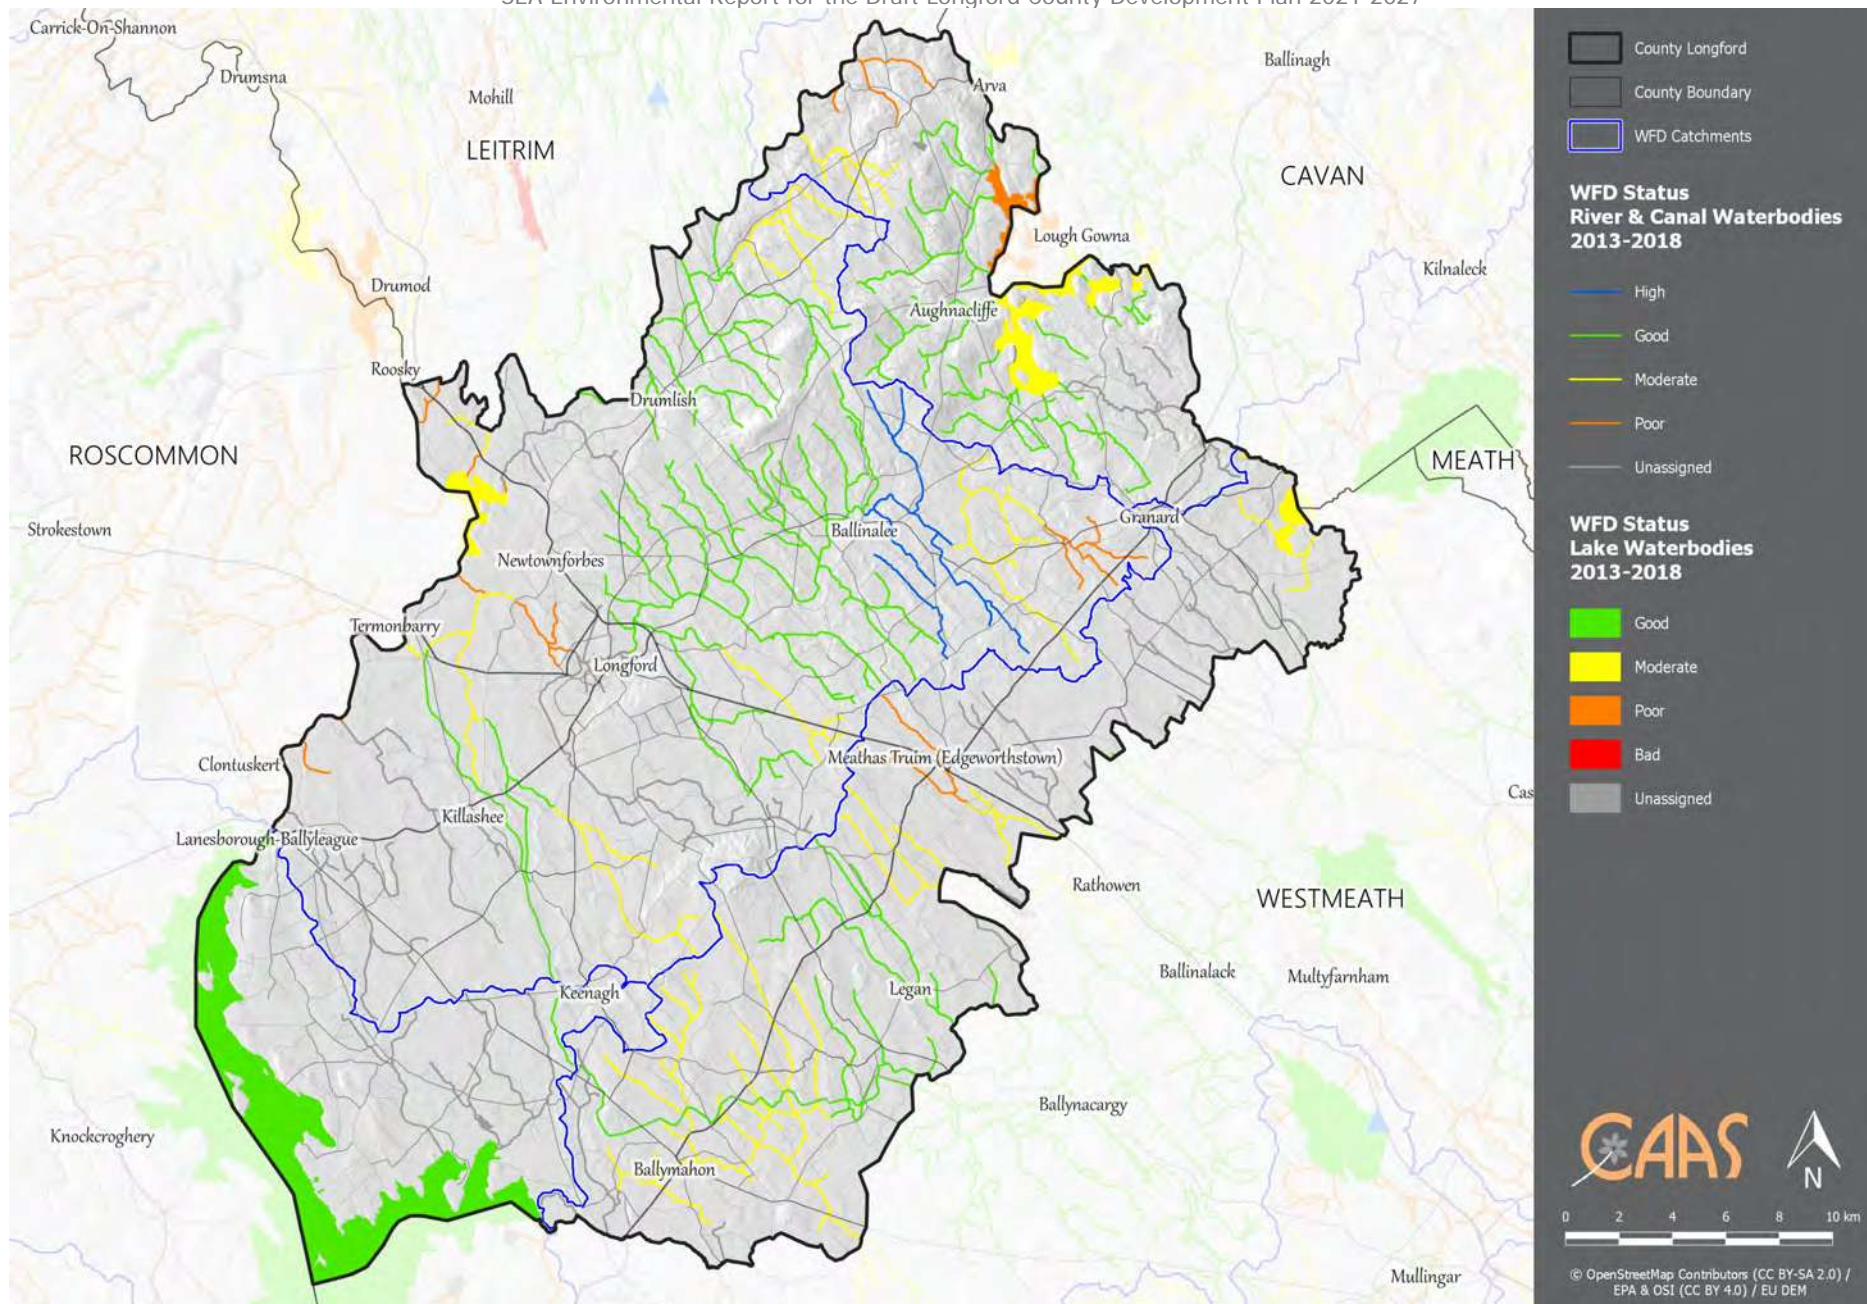 SEA Environmental Report for the Draft Longford County Development Plan 2021-2027
Carrick-On-Shannon
Drumsna
Mohill
LEITRIM
Arva
Ballinagh
CAVAN
Lough Gowna
Kilnaleck
Drumod
Aughnacliffe
Roosky
Drumlish
ROSCOMMON
MEATH
Strokestown
Ballinalee
Granard
Newtownforbes
Termonbarry
Longford
Meathas Truim (Edgeworthstown)
Clontuskert
Cas
Killashee
Lanesborough-Ballyleague
Rathowen
WESTMEATH
Ballinalack
Multyfarnham
Keenagh
Legan
Ballynacargy
Knockcroghery
Ballymahon
Mullingar
County Longford
County Boundary
WFD Catchments
WFD Status
River & Canal Waterbodies
2013-2018
High
Good
Moderate
Poor
Unassigned
WFD Status
Lake Waterbodies
2013-2018
Good
Moderate
Poor
Bad
Unassigned
CAAS
N
0 2 4 6 8 10 km
© OpenStreetMap Contributors (CC BY-SA 2.0) /
EPA & OSI (CC BY 4.0) / EU DEM